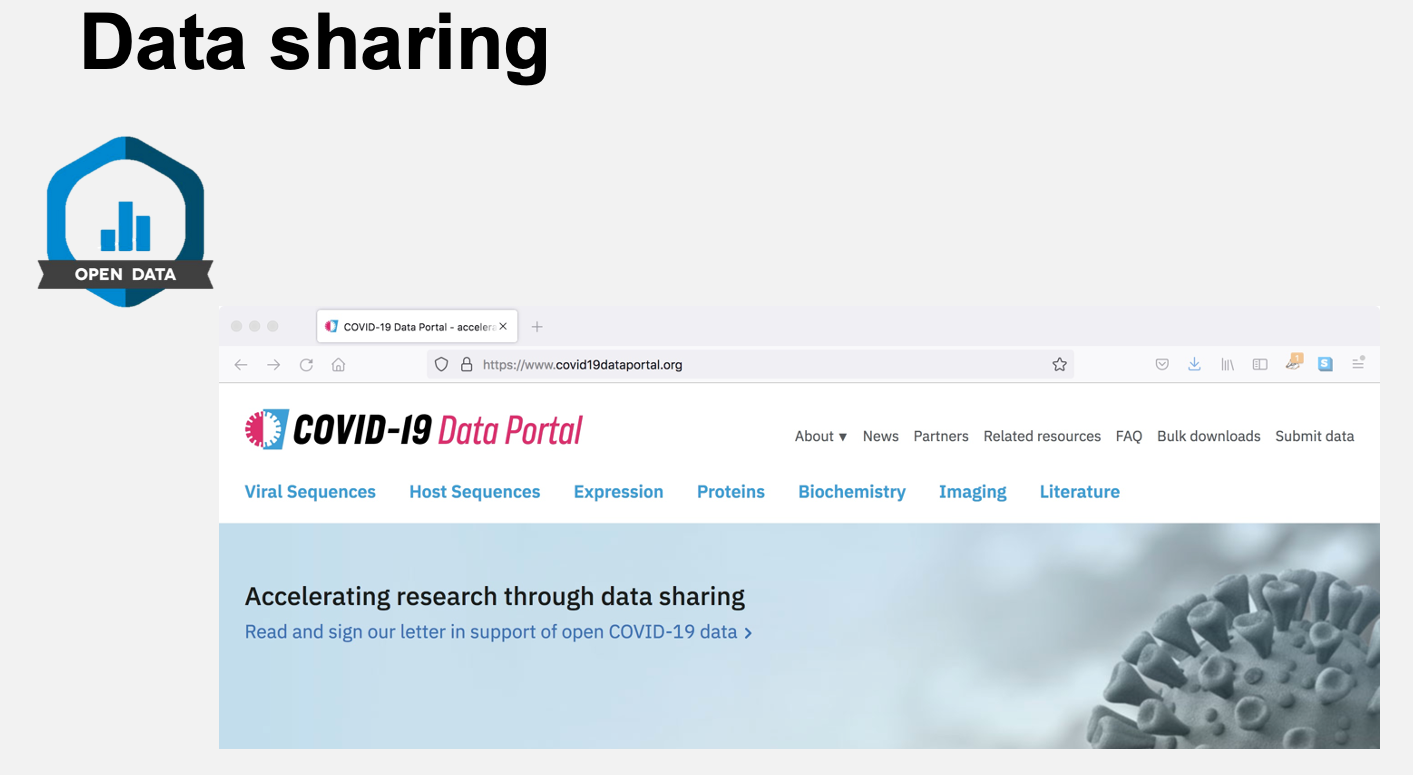 Data sharing
OPEN DATA
COVID-19 Data Portal - acceler
https://www.covid19dataportal.org
1
S
COVID-19 Data Portal
About ▾ News Partners Related resources FAQ Bulk downloads Submit data
Viral Sequences Host Sequences Expression Proteins Biochemistry Imaging Literature
Accelerating research through data sharing
Read and sign our letter in support of open COVID-19 data >